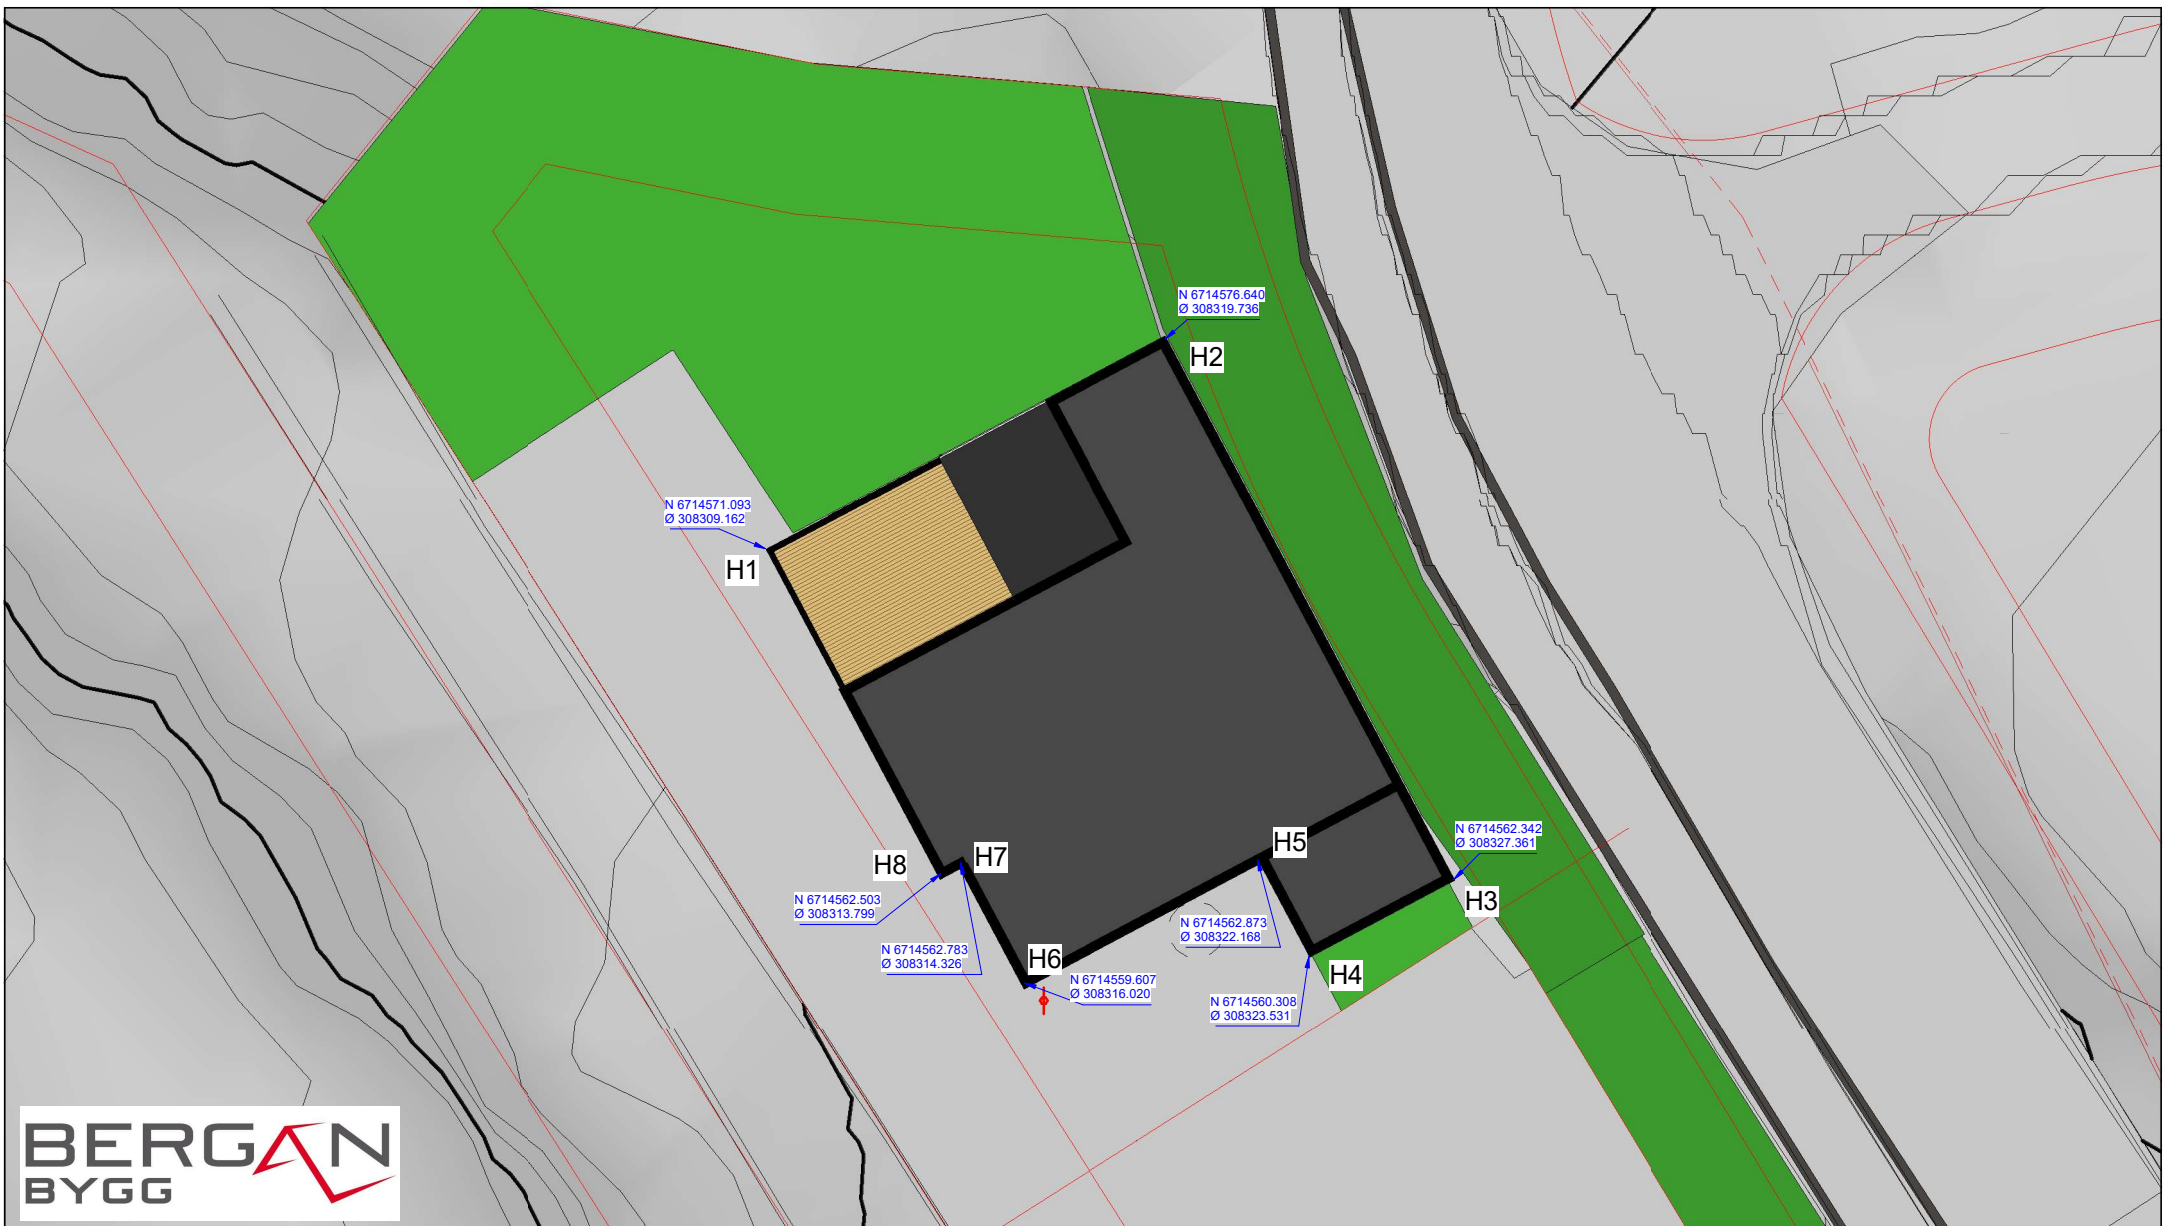 N 6714576.640
Ø 308319.736
H2
N 6714571.093
Ø 308309.162
H1
N 6714562.342
Ø 308327.361
H3
H5
H7
H8
N 6714562.503
Ø 308313.799
N 6714562.873
Ø 308322.168
N 6714562.783
Ø 308314.326
H6
N 6714559.607
Ø 308316.020
H4
N 6714560.308
Ø 308323.531
BERGAN
BYGG